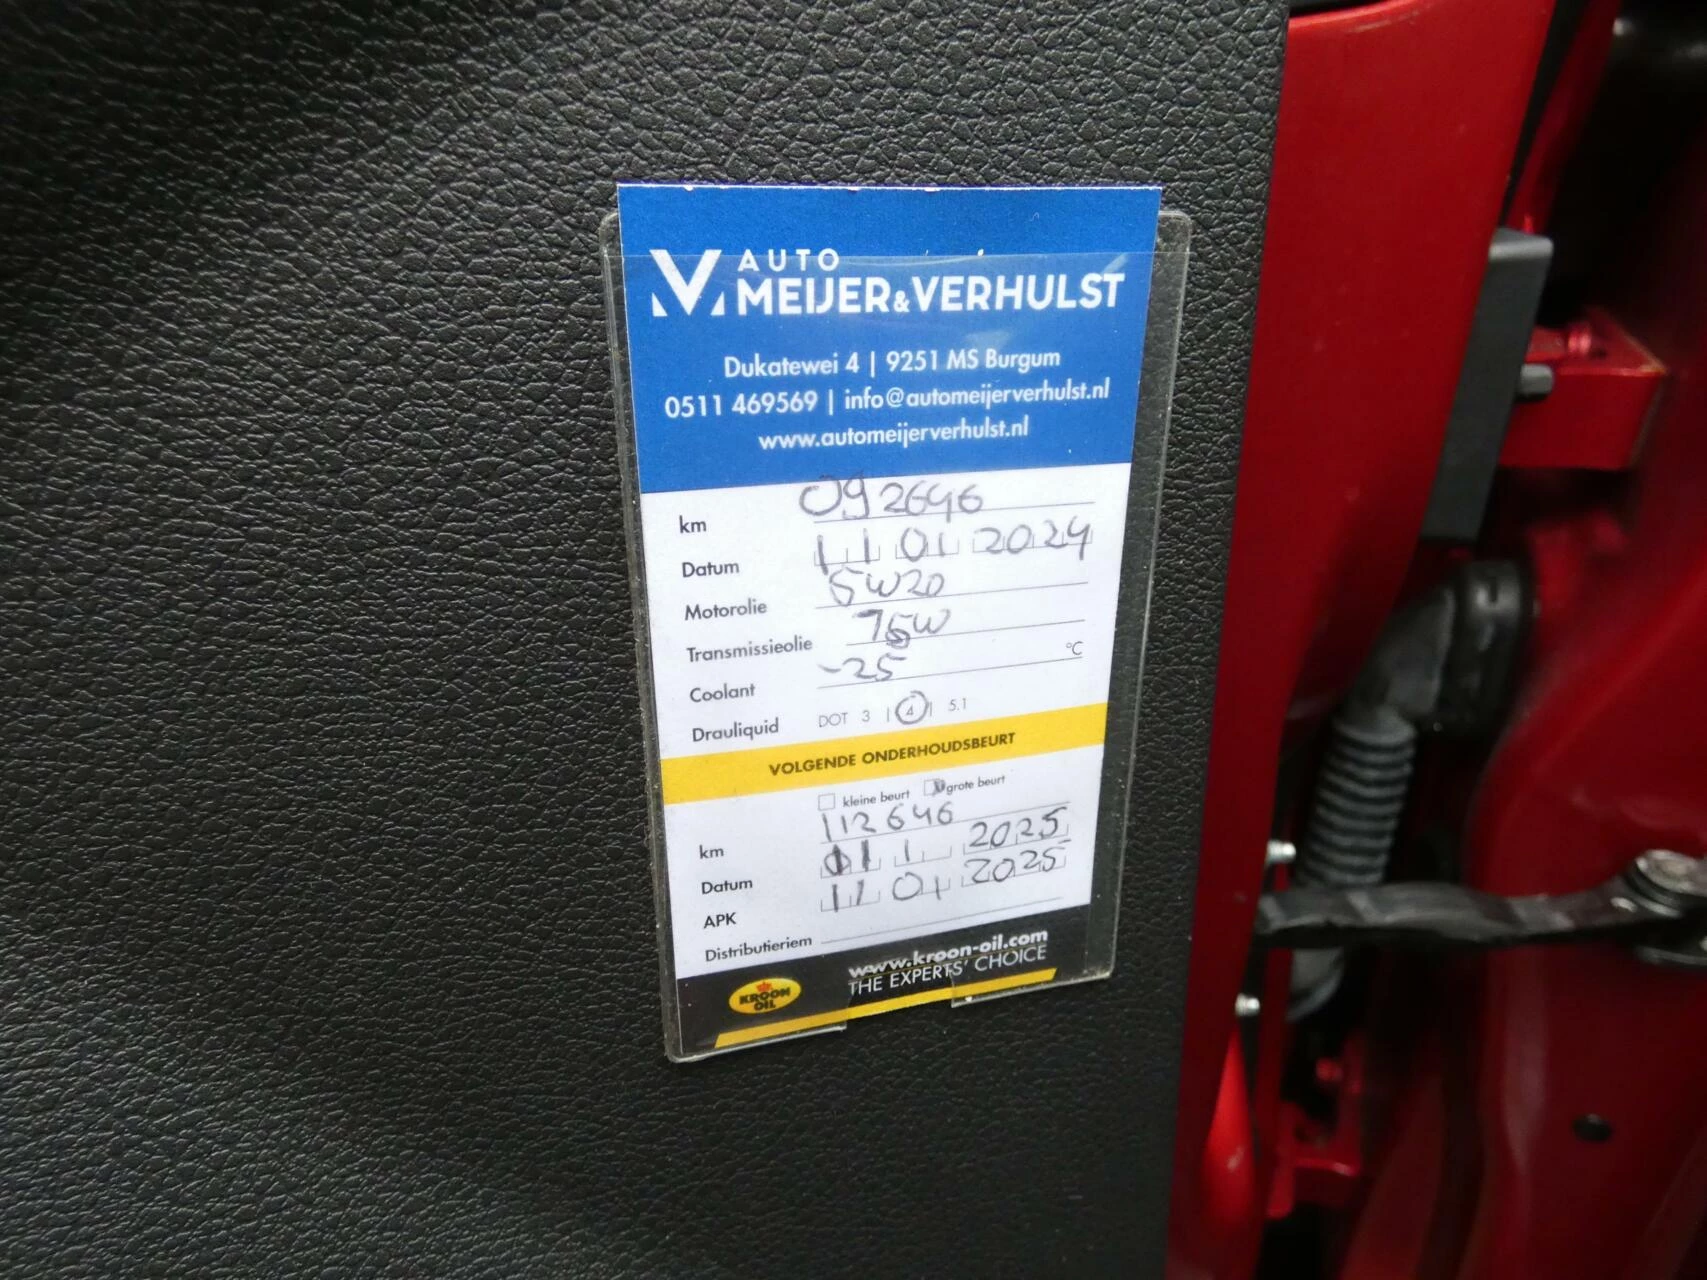 AUTO
MEIJER&VERHULST
Dukatewei 4 | 9251 MS Burgum
0511 469569 | info@automeijerverhulst.nl
www.automeijerverhulst.nl
km 092646
Datum 11 01 2024
Motorolie 5W20
Transmissieolie 75W
Coolant -25 °C
Drauliquid DOT 3 | 4 | 5.1
VOLGENDE ONDERHOUDSBEURT
kleine beurt grote beurt
km 112646
Datum 2025
APK 11 01 2025
Distributieriem
KROON OIL
www.kroon-oil.com
THE EXPERTS' CHOICE